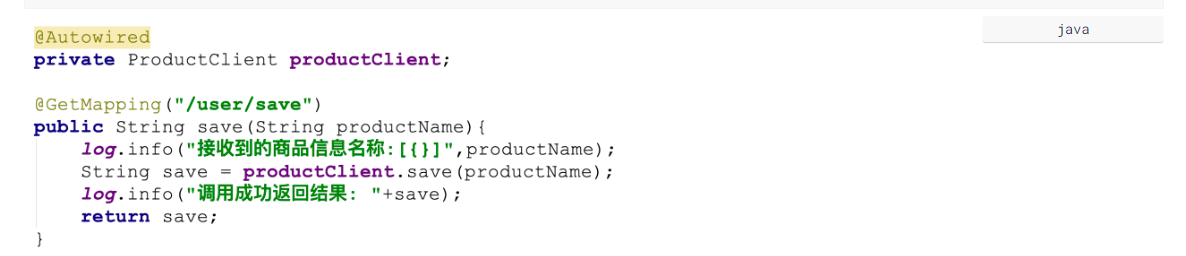 @Autowired
java
private ProductClient productClient;
@GetMapping("/user/save")
public String save(String productName){
log.info("接收到的商品信息名称:[{}]",productName);
String save = productClient.save(productName);
log.info("调用成功返回结果: "+save);
return save;
}